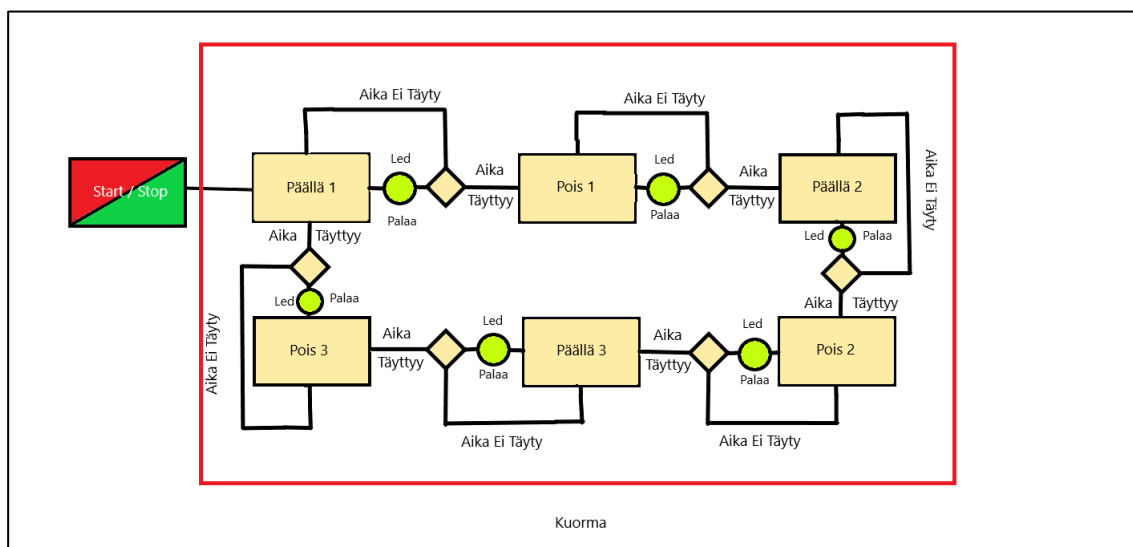 Aika Ei Täyty
Aika Ei Täyty
Start / Stop
Päällä 1
Led
Palaa
Aika
Täyttyy
Pois 1
Led
Palaa
Aika
Täyttyy
Päällä 2
Aika Ei Täyty
Aika Täyttyy
Led Palaa
Led Palaa
Aika Täyttyy
Aika Ei Täyty
Pois 3
Aika
Täyttyy
Led
Palaa
Päällä 3
Aika
Täyttyy
Led
Palaa
Pois 2
Aika Ei Täyty
Aika Ei Täyty
Kuorma